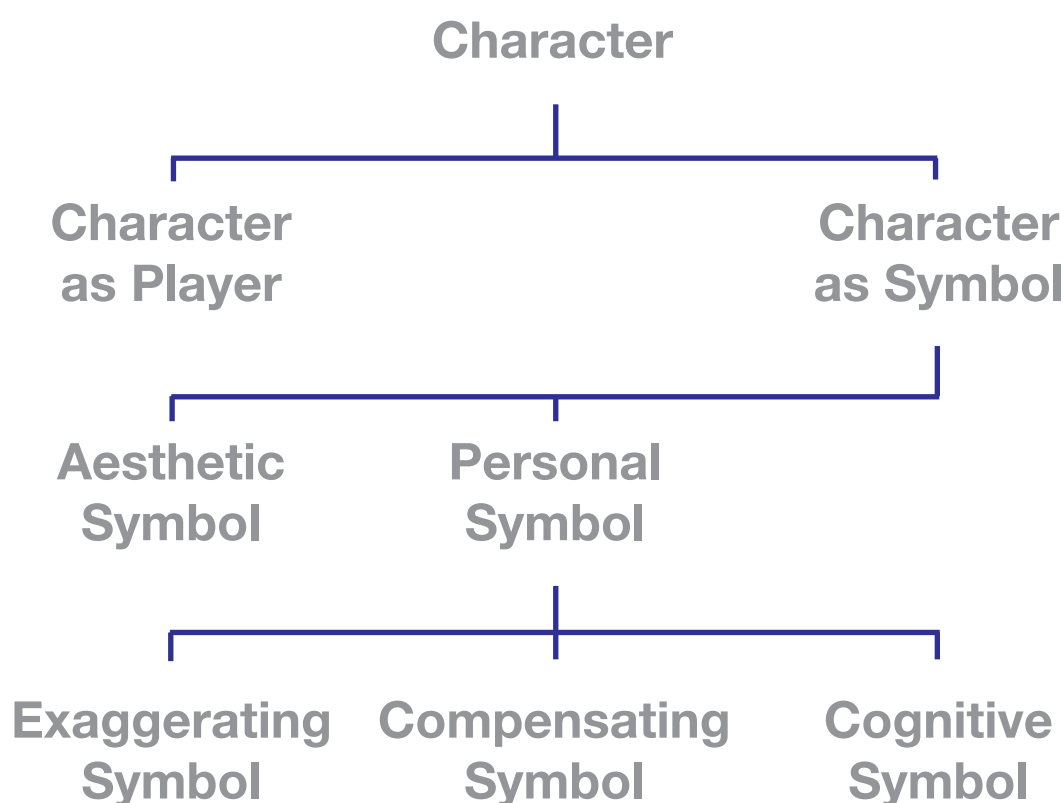 Character
Character
as Player
Character
as Symbol
Aesthetic
Symbol
Personal
Symbol
Exaggerating
Symbol
Compensating
Symbol
Cognitive
Symbol